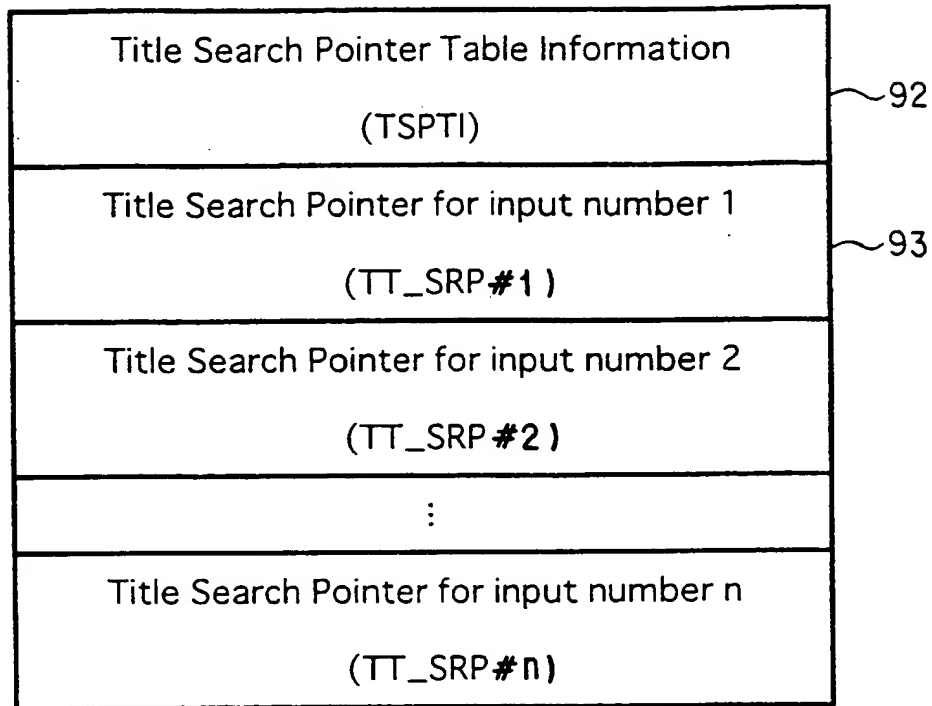 Title Search Pointer Table Information
(TSPTI)
92
Title Search Pointer for input number 1
(TT_SRP#1)
93
Title Search Pointer for input number 2
(TT_SRP#2)
⋮
Title Search Pointer for input number n
(TT_SRP#n)